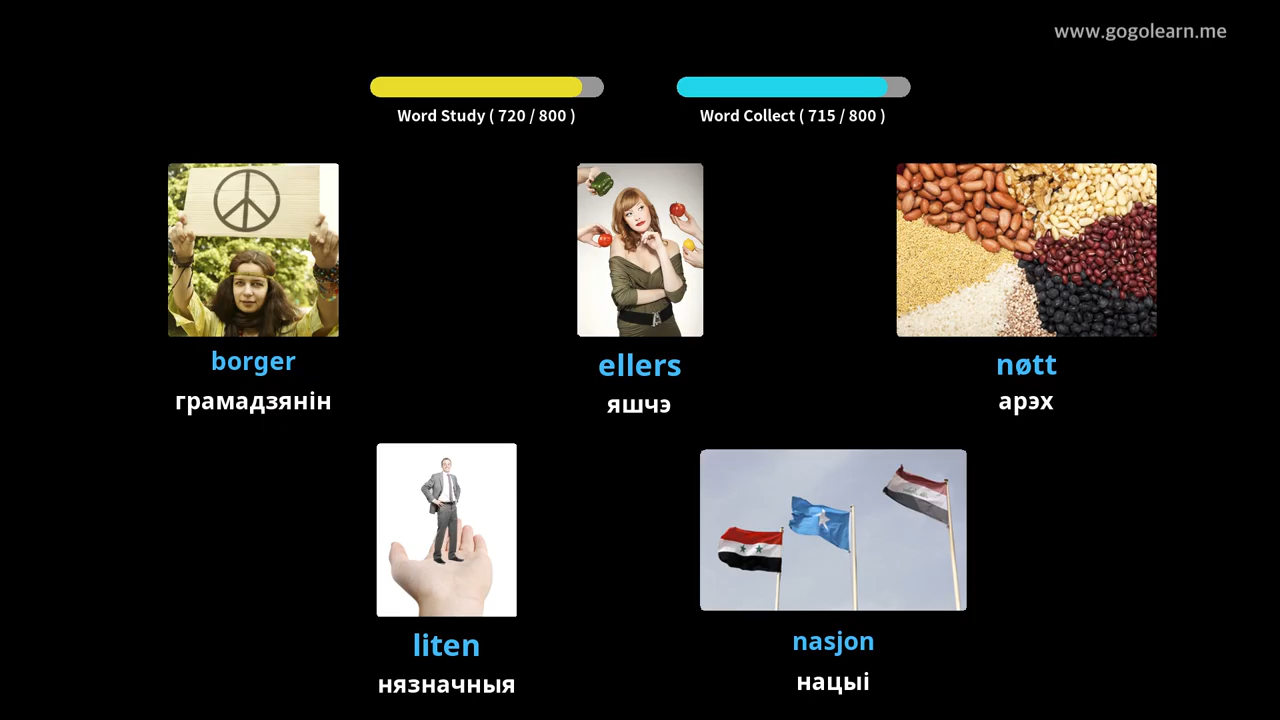 www.gogolearn.me
Word Study ( 720 / 800 )
Word Collect ( 715 / 800 )
borger
грамадзянін
ellers
яшчэ
nøtt
арэх
liten
нязначныя
nasjon
нацыі